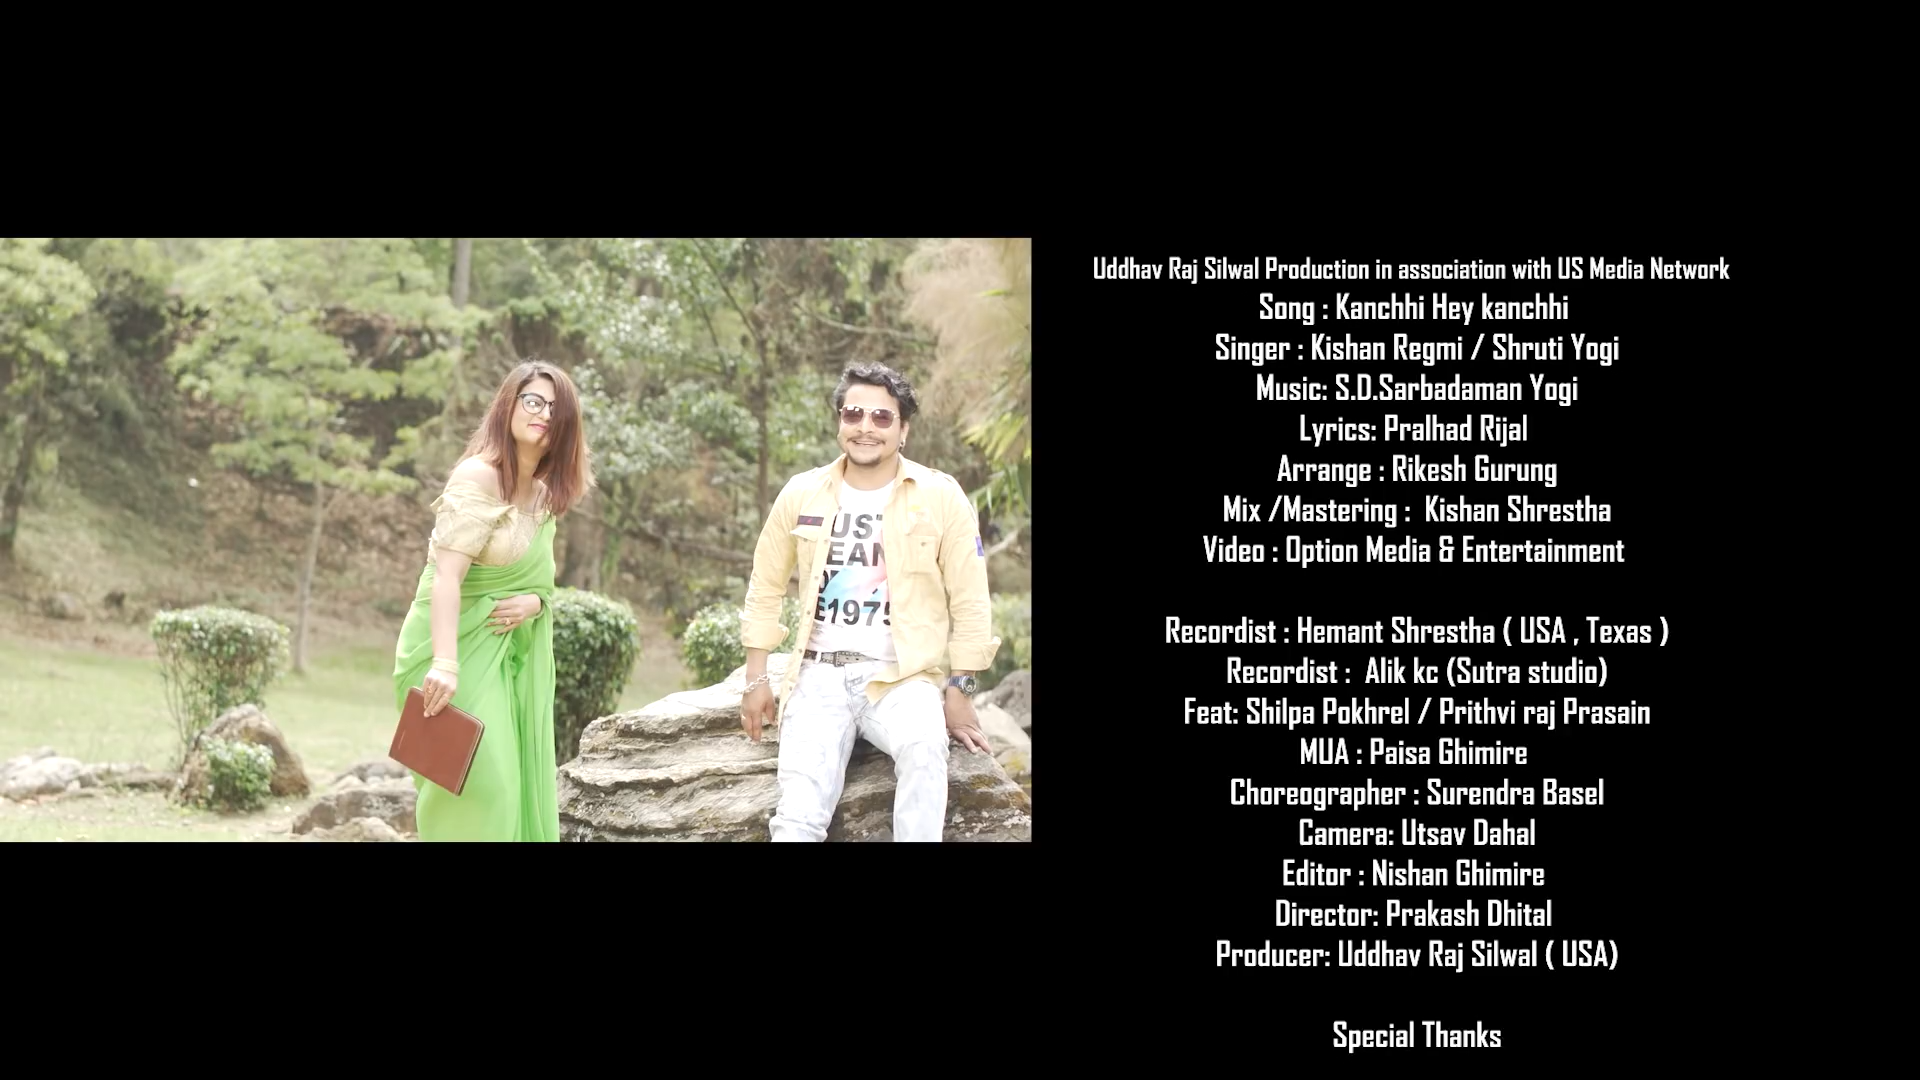 Uddhav Raj Silwal Production in association with US Media Network
Song : Kanchhi Hey kanchhi
Singer : Kishan Regmi / Shruti Yogi
Music: S.D.Sarbadaman Yogi
Lyrics: Pralhad Rijal
Arrange : Rikesh Gurung
Mix /Mastering :  Kishan Shrestha
Video : Option Media & Entertainment
Recordist : Hemant Shrestha ( USA , Texas )
Recordist :  Alik kc (Sutra studio)
Feat: Shilpa Pokhrel / Prithvi raj Prasain
MUA : Paisa Ghimire
Choreographer : Surendra Basel
Camera: Utsav Dahal
Editor : Nishan Ghimire
Director: Prakash Dhital
Producer: Uddhav Raj Silwal ( USA)
Special Thanks
UST
EAN
E1975